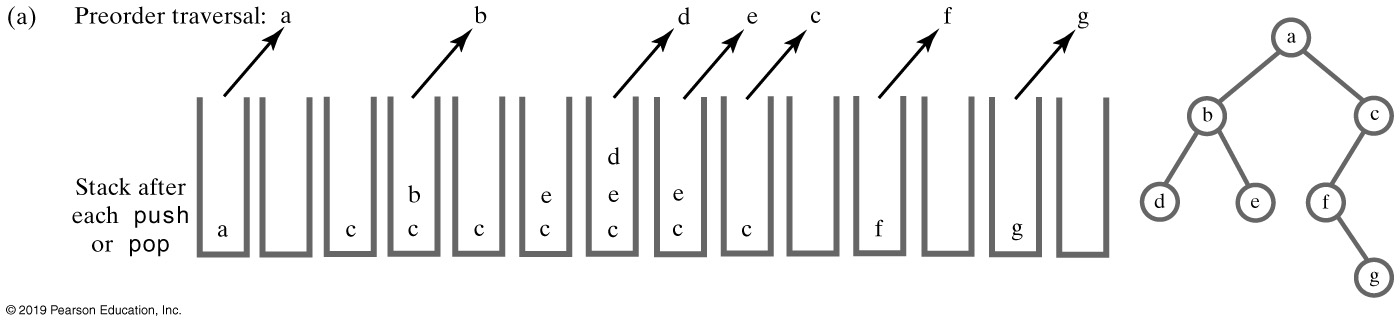 (a) Preorder traversal: a b d e c f g
a
b c
d
b e e e
Stack after
each push
or pop
a c c c c c c c f g
d e f
g
© 2019 Pearson Education, Inc.